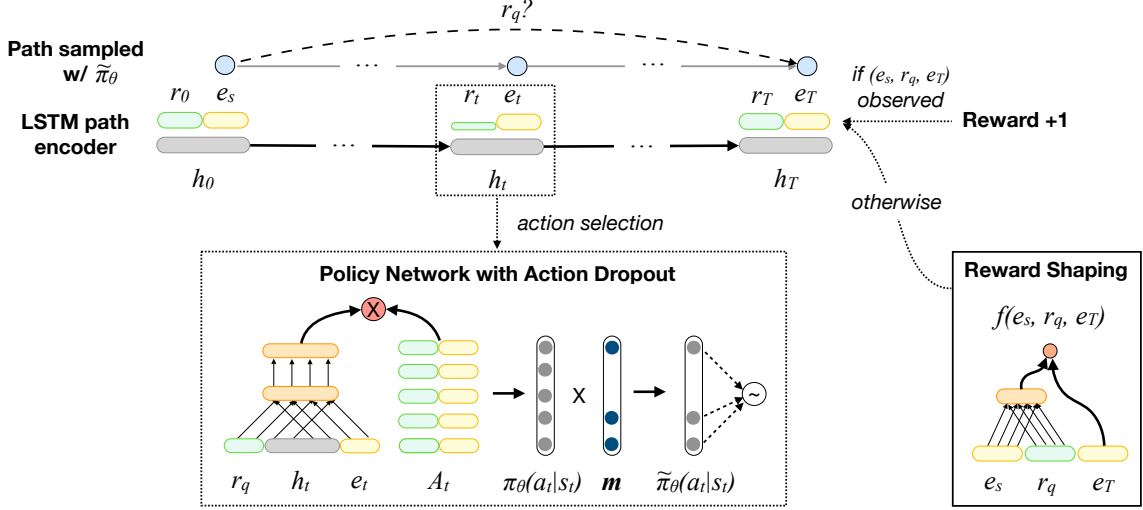 r_q?
Path sampled
w/ π̃_θ
...
...
r_0 e_s
r_t e_t
r_T e_T
if (e_s, r_q, e_T)
observed
Reward +1
LSTM path
encoder
...
...
h_0
h_t
h_T
otherwise
action selection
Policy Network with Action Dropout
X
X
~
r_q h_t e_t A_t π_θ(a_t|s_t) m π̃_θ(a_t|s_t)
Reward Shaping
f(e_s, r_q, e_T)
e_s r_q e_T